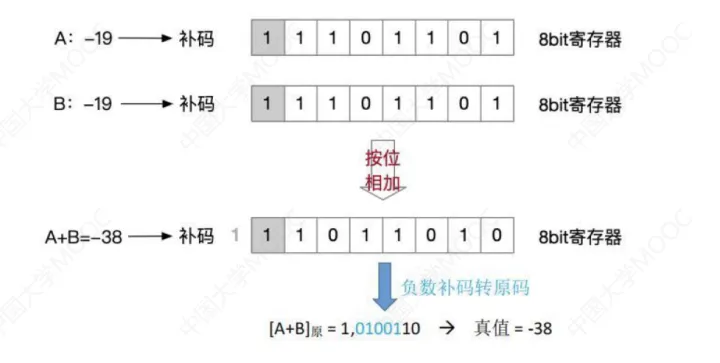 A: -19 → 补码 1 1 1 0 1 1 0 1 8bit寄存器
B: -19 → 补码 1 1 1 0 1 1 0 1 8bit寄存器
按位
相加
A+B=-38 → 补码 1 1 1 0 1 1 0 1 0 8bit寄存器
负数补码转原码
[A+B]原 = 1,0100110 → 真值 = -38
中国大学MOOC